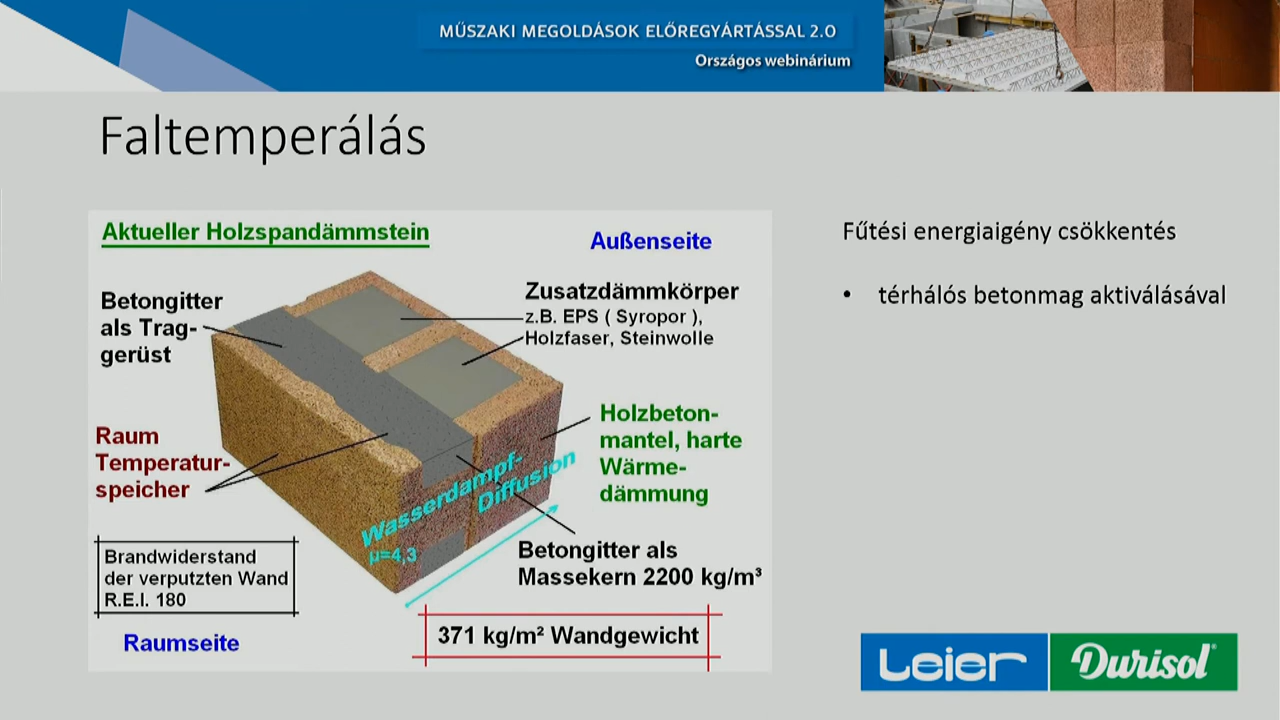 MŰSZAKI MEGOLDÁSOK ELŐREGYÁRTÁSSAL 2.0
Országos webinárium
Faltemperálás
Aktueller Holzspandämmstein
Außenseite
Betongitter
als Trag-
gerüst
Zusatzdämmkörper
z.B. EPS ( Syropor ),
Holzfaser, Steinwolle
Raum
Temperatur-
speicher
Holzbeton-
mantel, harte
Wärme-
dämmung
Wasserdampf-
Diffusion
µ=4,3
Brandwiderstand
der verputzten Wand
R.E.I. 180
Betongitter als
Massekern 2200 kg/m³
Raumseite
371 kg/m² Wandgewicht
Fűtési energiaigény csökkentés
• térhálós betonmag aktiválásával
Leier
Durisol®